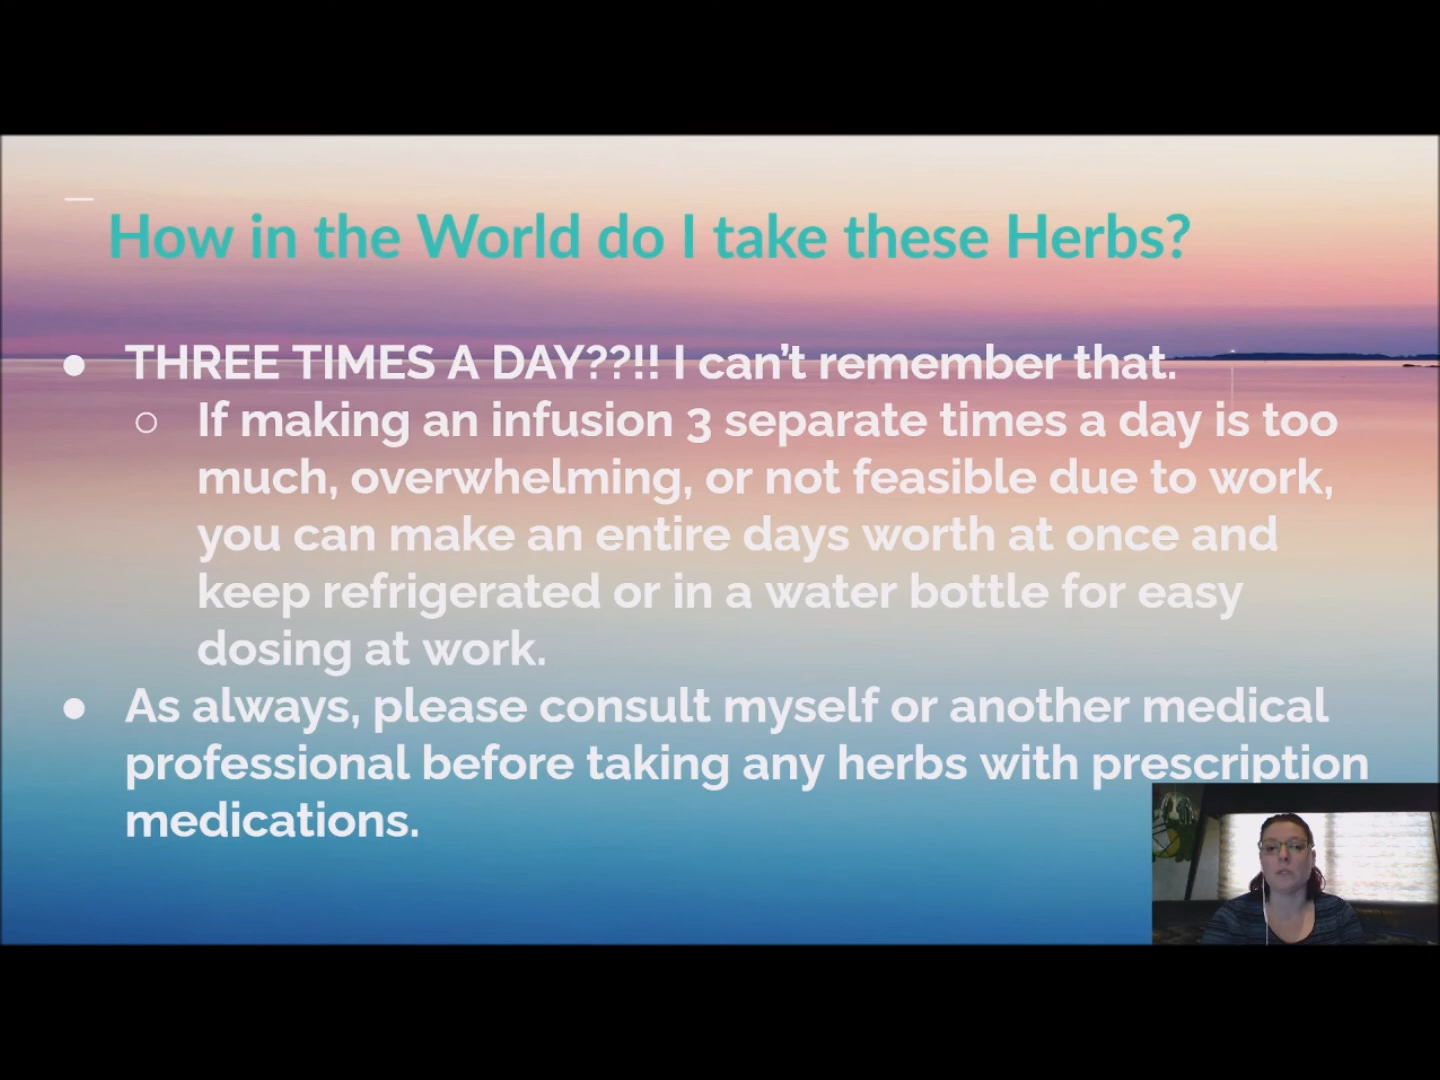 How in the World do I take these Herbs?
● THREE TIMES A DAY??!! I can't remember that.
○ If making an infusion 3 separate times a day is too
much, overwhelming, or not feasible due to work,
you can make an entire days worth at once and
keep refrigerated or in a water bottle for easy
dosing at work.
● As always, please consult myself or another medical
professional before taking any herbs with prescription
medications.